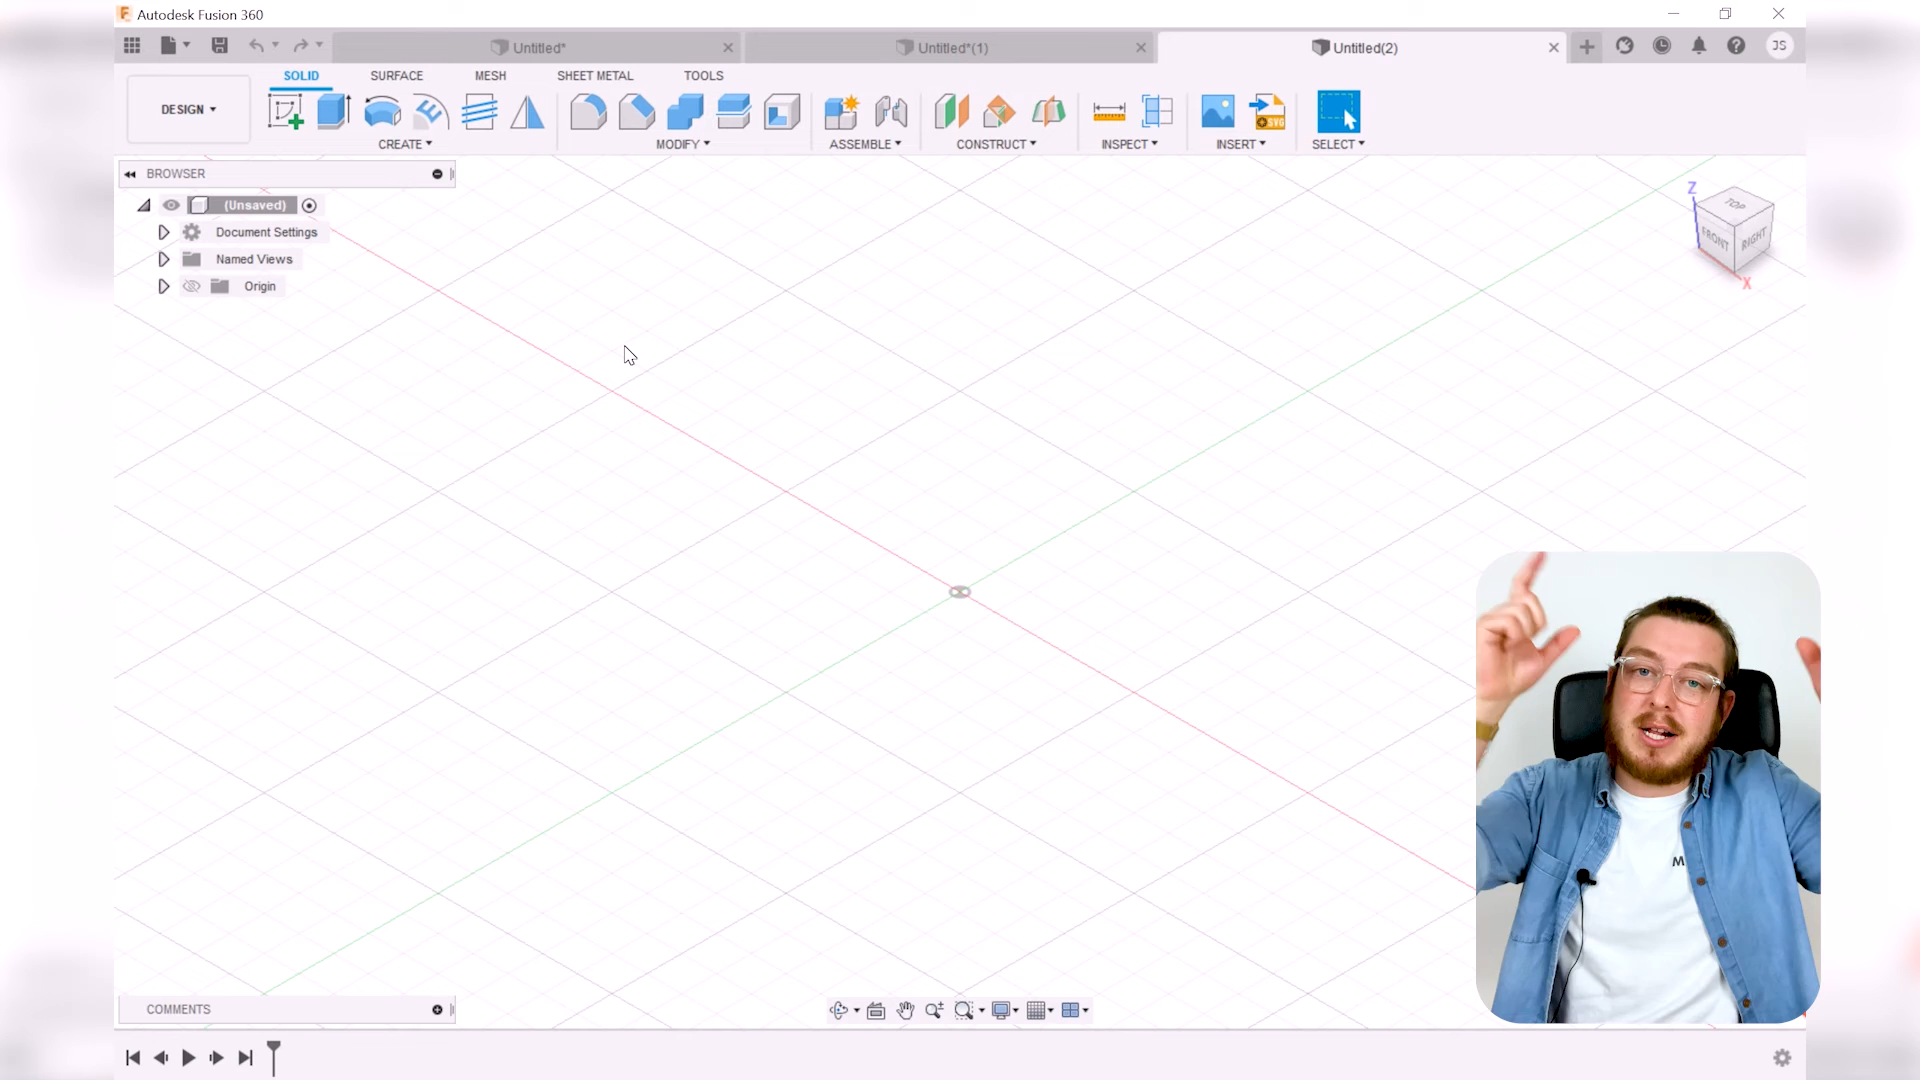 Autodesk Fusion 360
Untitled*
Untitled*(1)
Untitled(2)
JS
SOLID
SURFACE
MESH
SHEET METAL
TOOLS
DESIGN
SVG
CREATE
MODIFY
ASSEMBLE
CONSTRUCT
INSPECT
INSERT
SELECT
BROWSER
(Unsaved)
Document Settings
Named Views
Origin
Z
TOP
FRONT
RIGHT
X
M
COMMENTS